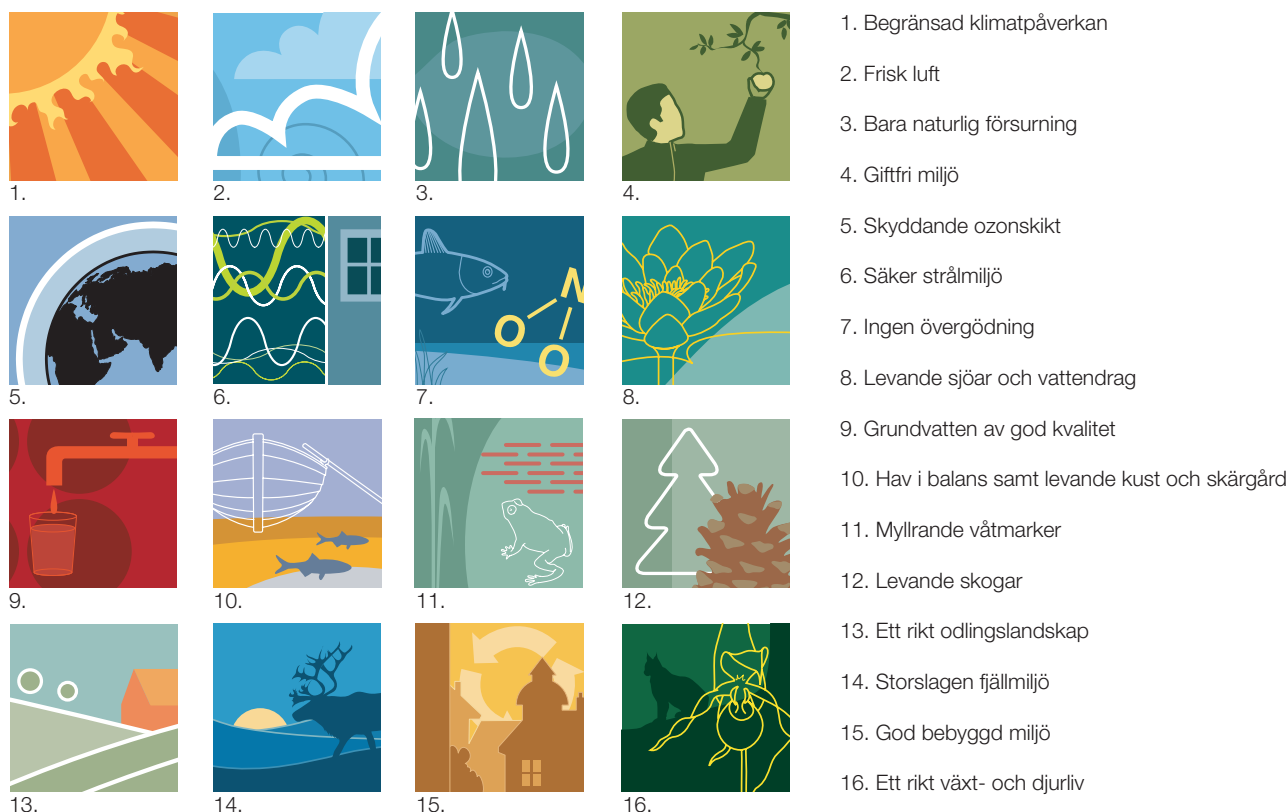 1.
2.
3.
4.
5.
6.
N
O
O
7.
8.
9.
10.
11.
12.
13.
14.
15.
16.
1. Begränsad klimatpåverkan
2. Frisk luft
3. Bara naturlig försurning
4. Giftfri miljö
5. Skyddande ozonskikt
6. Säker strålmiljö
7. Ingen övergödning
8. Levande sjöar och vattendrag
9. Grundvatten av god kvalitet
10. Hav i balans samt levande kust och skärgård
11. Myllrande våtmarker
12. Levande skogar
13. Ett rikt odlingslandskap
14. Storslagen fjällmiljö
15. God bebyggd miljö
16. Ett rikt växt- och djurliv